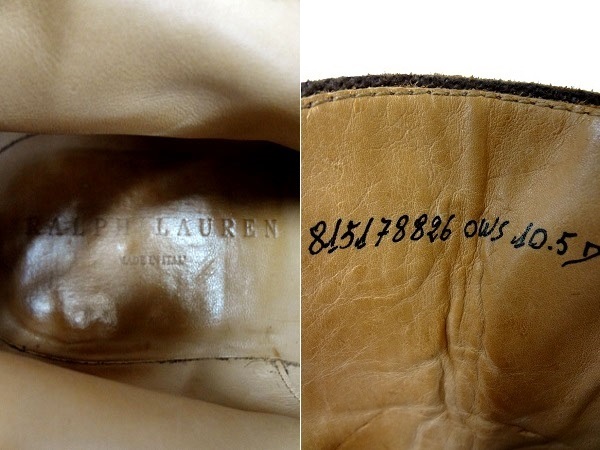 RALPH LAUREN
MADE IN ITALY
815178826 OWS 10.5 D